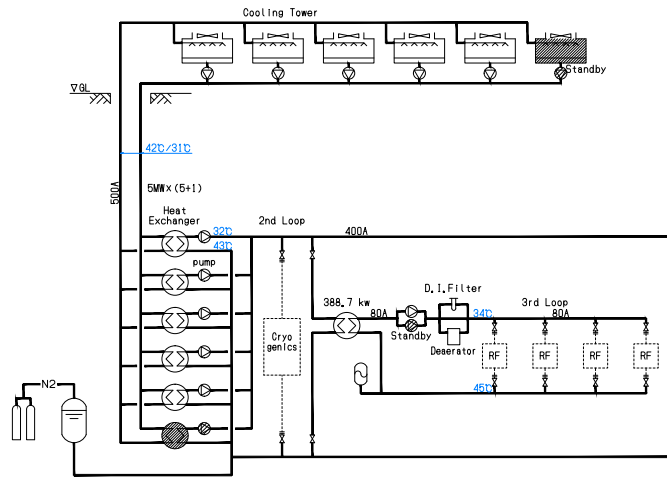 Cooling Tower
Standby
▽GL
42℃/31℃
500A
5MW×(5+1)
Heat
Exchanger
32℃
2nd Loop
400A
43℃
pump
D.I.Filter
388.7 kw
3rd Loop
80A
34℃
80A
Standby
Deaerator
Cryo
genics
RF
RF
RF
RF
N2
45℃